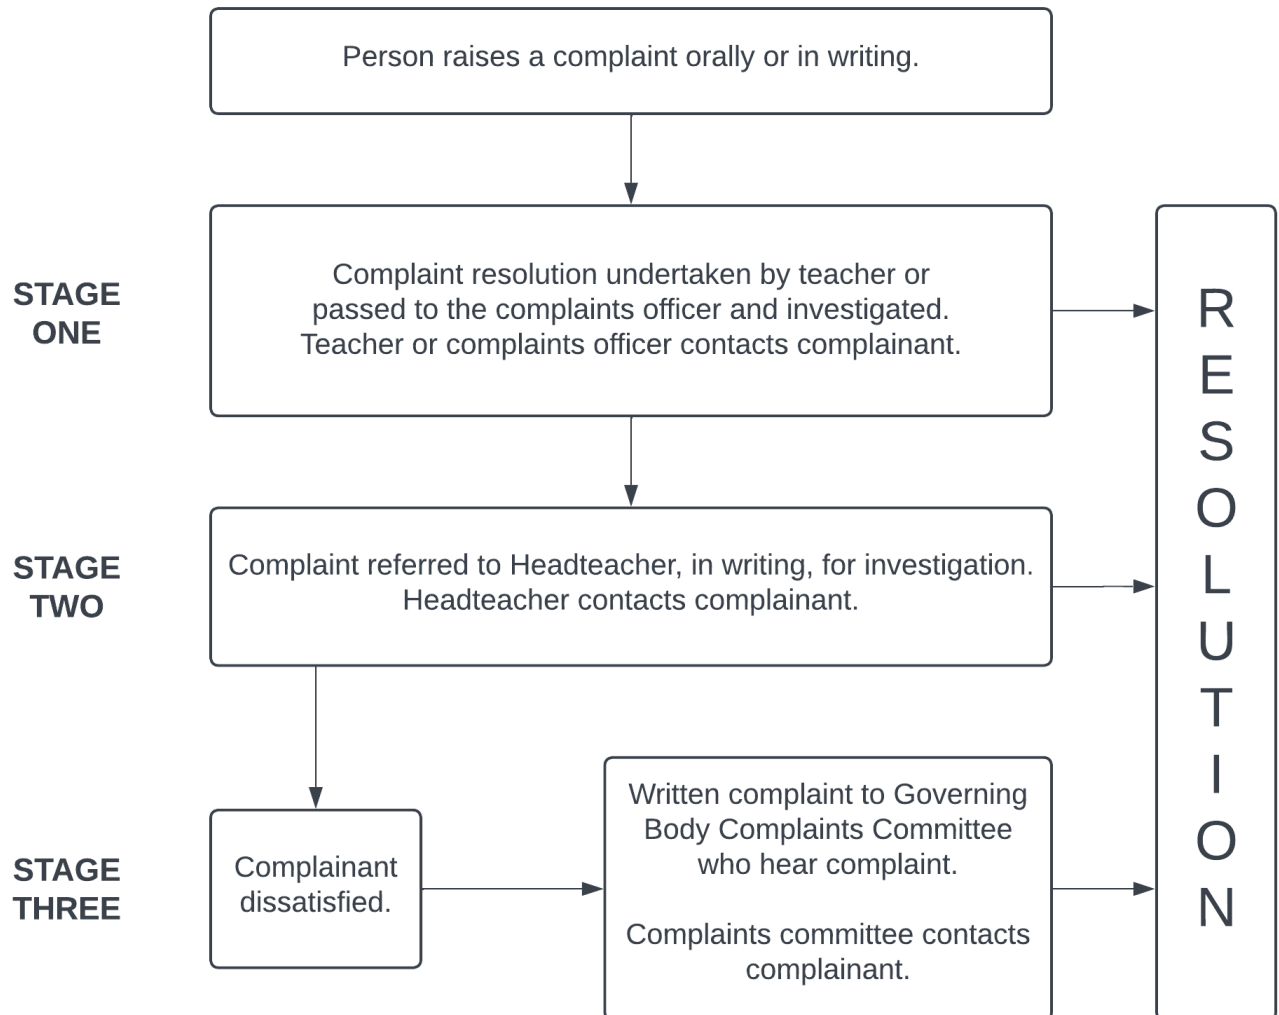 Person raises a complaint orally or in writing.
STAGE
ONE
Complaint resolution undertaken by teacher or
passed to the complaints officer and investigated.
Teacher or complaints officer contacts complainant.
STAGE
TWO
Complaint referred to Headteacher, in writing, for investigation.
Headteacher contacts complainant.
STAGE
THREE
Complainant
dissatisfied.
Written complaint to Governing
Body Complaints Committee
who hear complaint.
Complaints committee contacts
complainant.
R
E
S
O
L
U
T
I
O
N